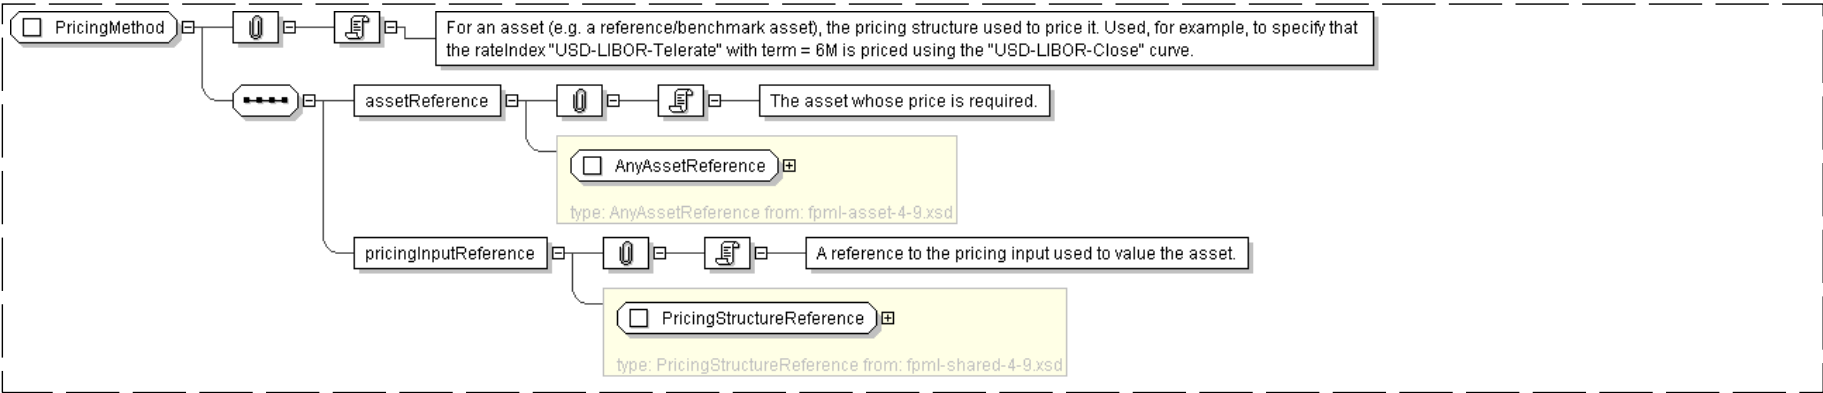 PricingMethod
For an asset (e.g. a reference/benchmark asset), the pricing structure used to price it. Used, for example, to specify that
the rateIndex "USD-LIBOR-Telerate" with term = 6M is priced using the "USD-LIBOR-Close" curve.
assetReference
The asset whose price is required.
AnyAssetReference
type: AnyAssetReference from: fpml-asset-4-9.xsd
pricingInputReference
A reference to the pricing input used to value the asset.
PricingStructureReference
type: PricingStructureReference from: fpml-shared-4-9.xsd